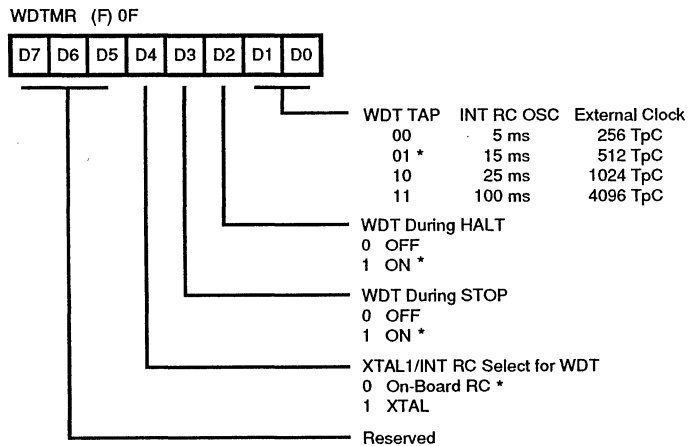 WDTMR (F) 0F
D7 D6 D5 D4 D3 D2 D1 D0
WDT TAP INT RC OSC External Clock
00 5 ms 256 TpC
01 * 15 ms 512 TpC
10 25 ms 1024 TpC
11 100 ms 4096 TpC
WDT During HALT
0 OFF
1 ON *
WDT During STOP
0 OFF
1 ON *
XTAL1/INT RC Select for WDT
0 On-Board RC *
1 XTAL
Reserved